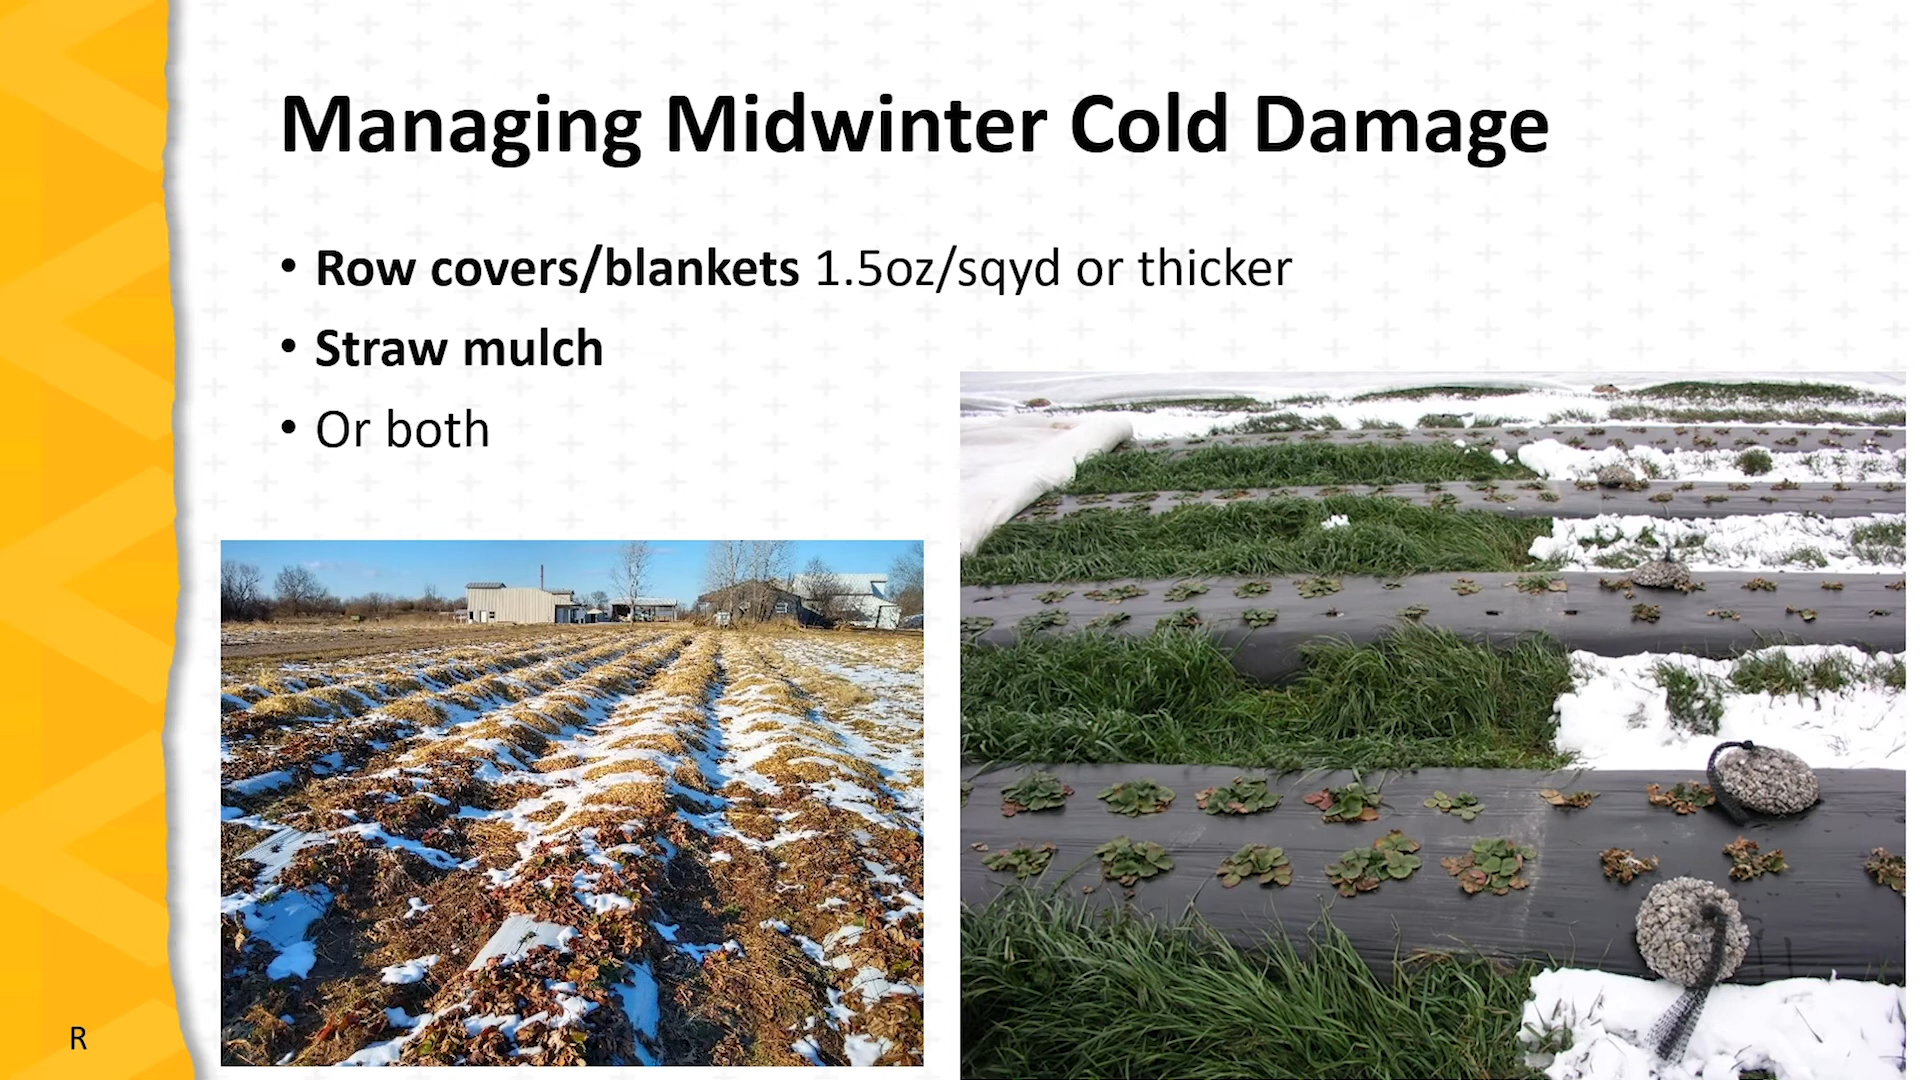 Managing Midwinter Cold Damage
• Row covers/blankets 1.5oz/sqyd or thicker
• Straw mulch
• Or both
R